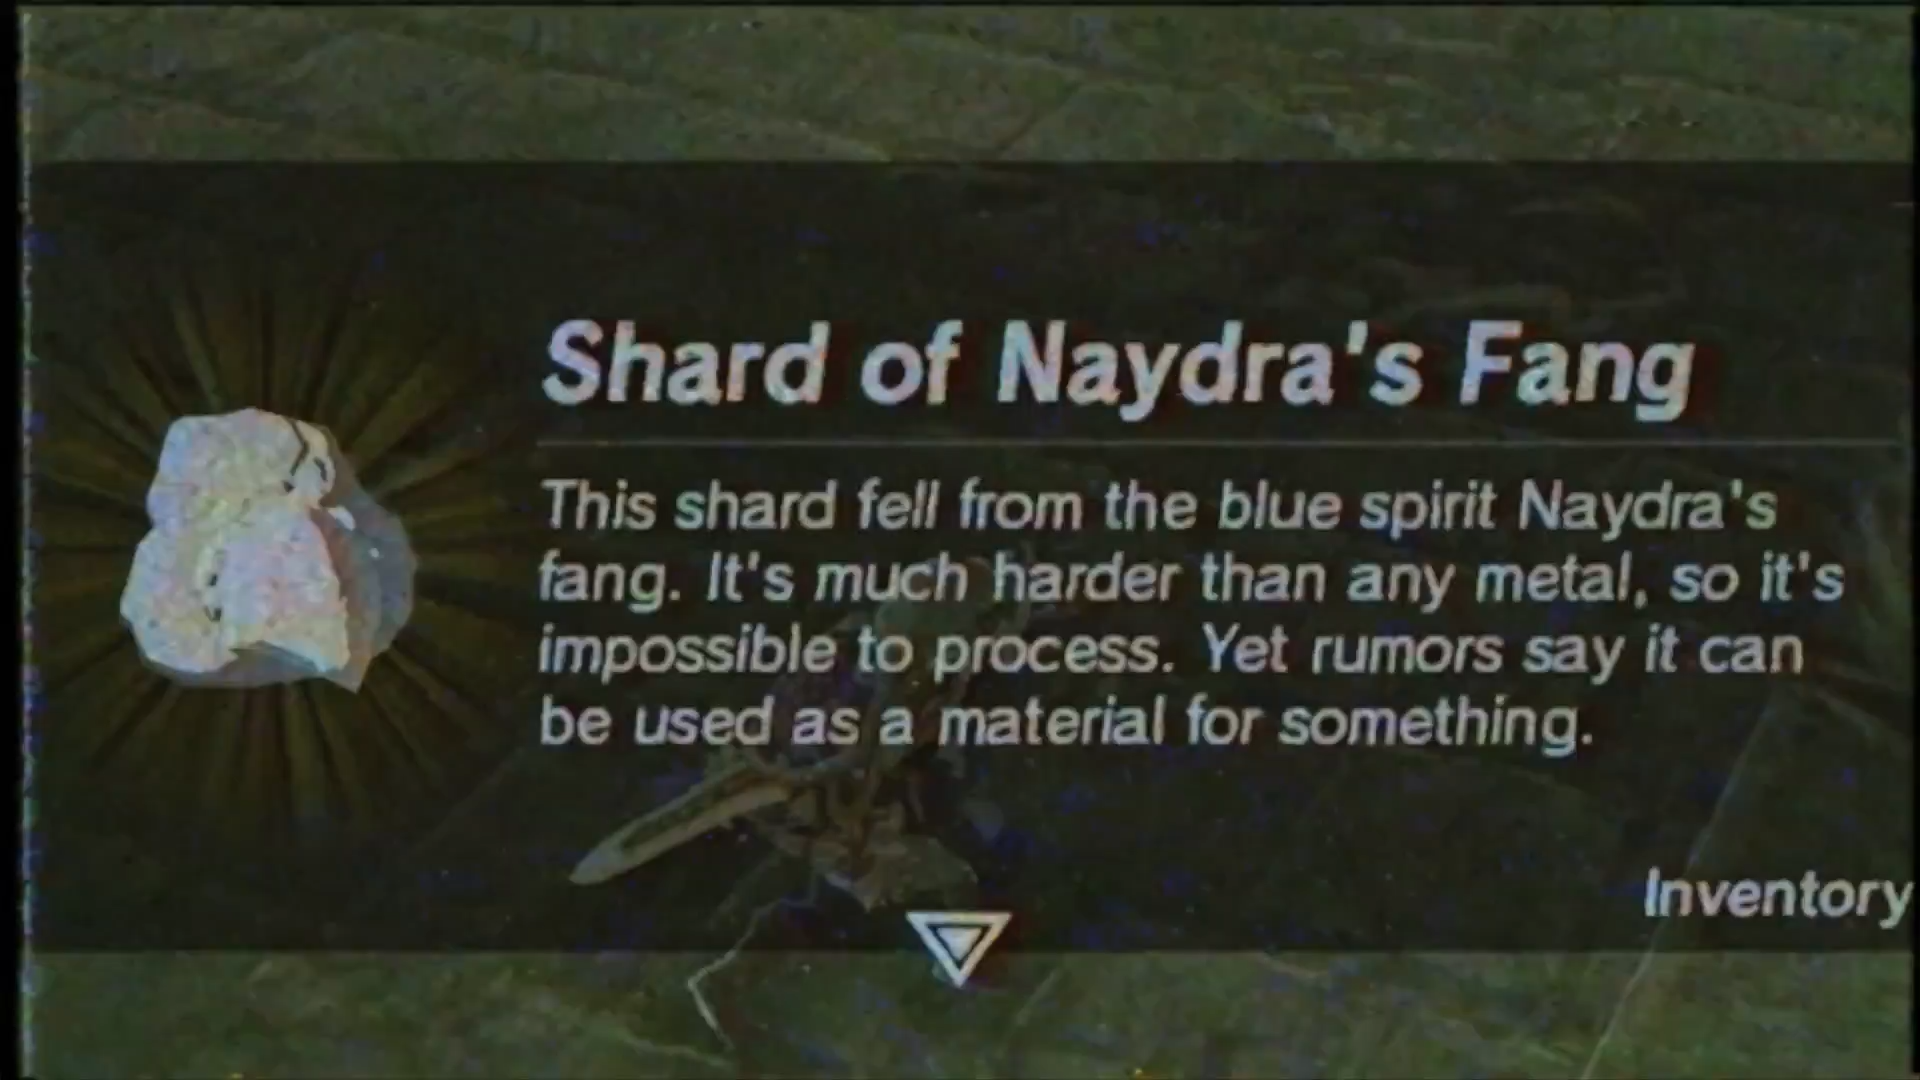 Shard of Naydra's Fang
This shard fell from the blue spirit Naydra's
fang. It's much harder than any metal, so it's
impossible to process. Yet rumors say it can
be used as a material for something.
Inventory